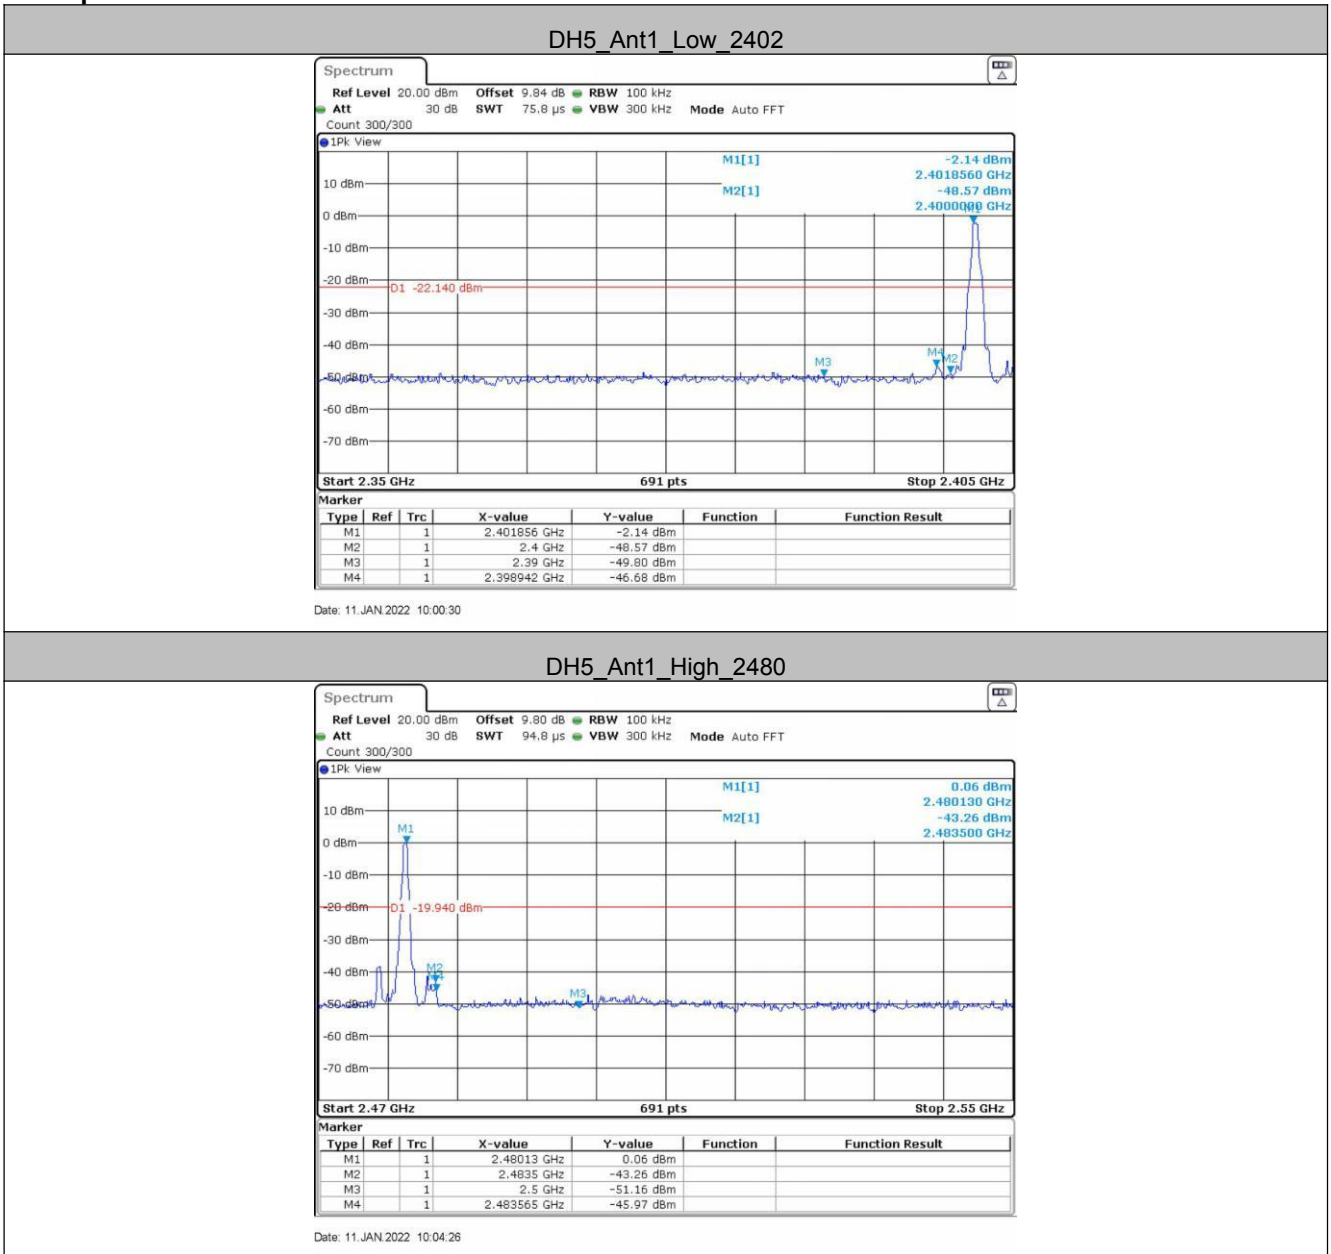 DH5_Ant1_Low_2402
Spectrum
Ref Level 20.00 dBm Offset 9.84 dB RBW 100 kHz
Att 30 dB SWT 75.8 µs VBW 300 kHz Mode Auto FFT
Count 300/300
1Pk View
M1[1] -2.14 dBm
2.4018560 GHz
M2[1] -48.57 dBm
2.4000000 GHz
M1
10 dBm
0 dBm
-10 dBm
-20 dBm
D1 -22.140 dBm
-30 dBm
-40 dBm
M3 M4 M2
-50 dBm
-60 dBm
-70 dBm
Start 2.35 GHz 691 pts Stop 2.405 GHz
Marker
Type Ref Trc X-value Y-value Function Function Result
M1 1 2.401856 GHz -2.14 dBm
M2 1 2.4 GHz -48.57 dBm
M3 1 2.39 GHz -49.80 dBm
M4 1 2.398942 GHz -46.68 dBm
Date: 11.JAN.2022 10:00:30
DH5_Ant1_High_2480
Spectrum
Ref Level 20.00 dBm Offset 9.80 dB RBW 100 kHz
Att 30 dB SWT 94.8 µs VBW 300 kHz Mode Auto FFT
Count 300/300
1Pk View
M1[1] 0.06 dBm
2.480130 GHz
M2[1] -43.26 dBm
2.483500 GHz
10 dBm
M1
0 dBm
-10 dBm
-20 dBm
D1 -19.940 dBm
-30 dBm
-40 dBm
M2
M4
M3
-50 dBm
-60 dBm
-70 dBm
Start 2.47 GHz 691 pts Stop 2.55 GHz
Marker
Type Ref Trc X-value Y-value Function Function Result
M1 1 2.48013 GHz 0.06 dBm
M2 1 2.4835 GHz -43.26 dBm
M3 1 2.5 GHz -51.16 dBm
M4 1 2.483565 GHz -45.97 dBm
Date: 11.JAN.2022 10:04:26